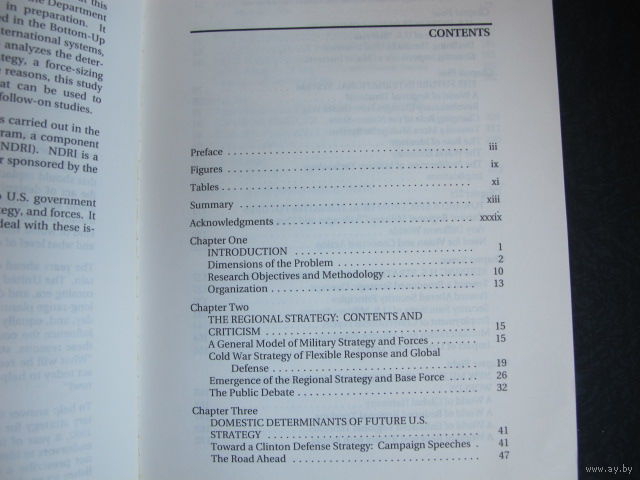 the Department
in preparation. It
ed in the Bottom-Up
international systems,
analyzes the deter-
tegy, a force-sizing
e reasons, this study
at can be used to
follow-on studies.
s carried out in the
ram, a component
NDRI). NDRI is a
r sponsored by the
o U.S. government
tegy, and forces. It
deal with these is-
CONTENTS
Preface . . . iii
Figures . . . ix
Tables . . . xi
Summary . . . xiii
Acknowledgments . . . xxxix
Chapter One
INTRODUCTION . . . 1
Dimensions of the Problem . . . 2
Research Objectives and Methodology . . . 10
Organization . . . 13
Chapter Two
THE REGIONAL STRATEGY: CONTENTS AND
CRITICISM . . . 15
A General Model of Military Strategy and Forces . . . 15
Cold War Strategy of Flexible Response and Global
Defense . . . 19
Emergence of the Regional Strategy and Base Force . . . 26
The Public Debate . . . 32
Chapter Three
DOMESTIC DETERMINANTS OF FUTURE U.S.
STRATEGY . . . 41
Toward a Clinton Defense Strategy: Campaign Speeches . 41
The Road Ahead . . . 47
ay.by